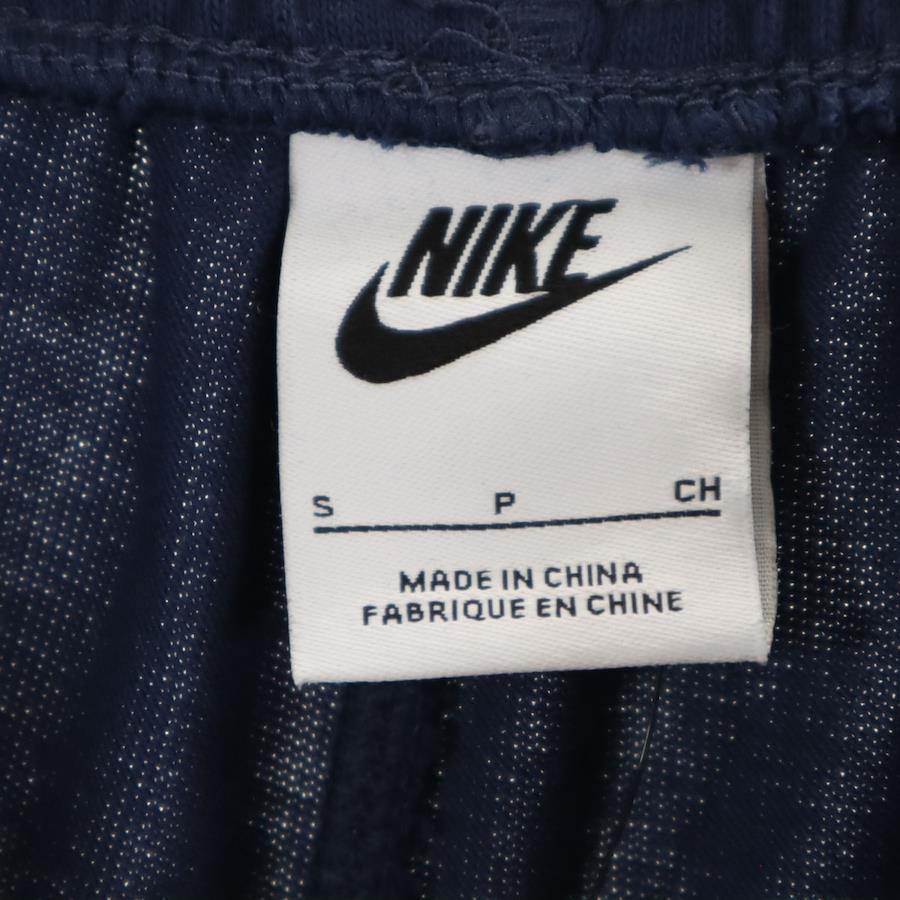 NIKE
S P CH
MADE IN CHINA
FABRIQUE EN CHINE